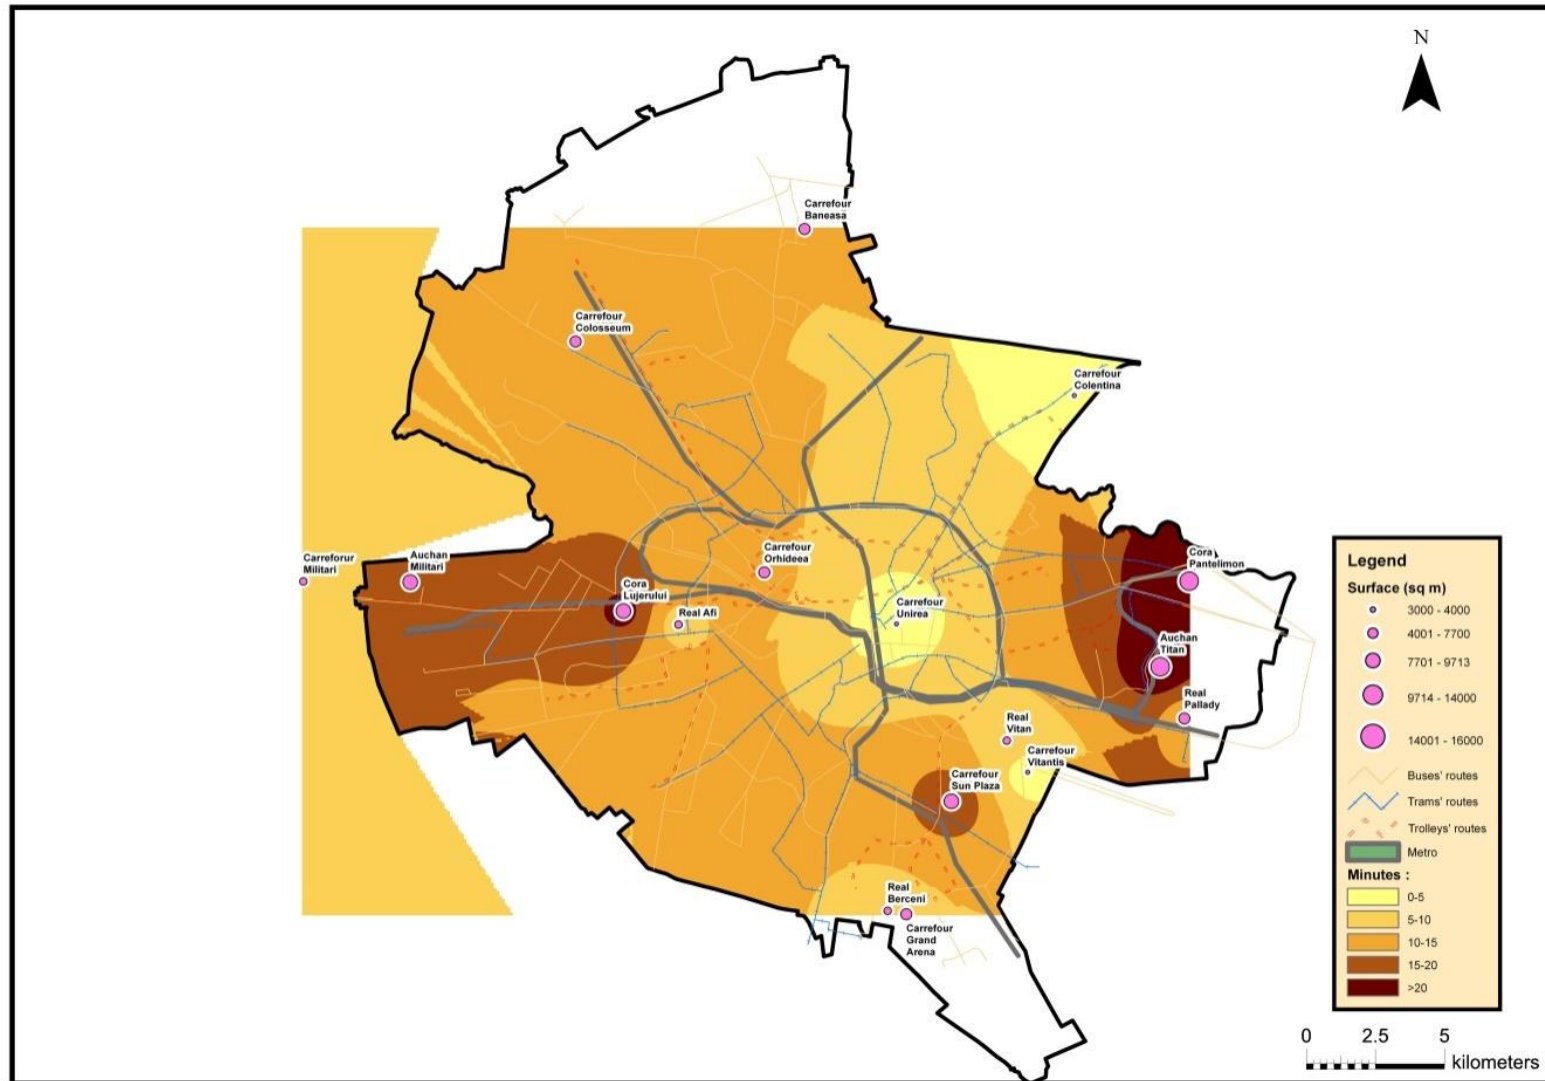 N
Carrefour
Baneasa
Carrefour
Colosseum
Carrefour
Colentina
Carreforur
Militari
Auchan
Militari
Cora
Lujerului
Real Afi
Carrefour
Orhideea
Carrefour
Unirea
Cora
Pantelimon
Auchan
Titan
Real
Pallady
Real
Vitan
Carrefour
Vitantis
Carrefour
Sun Plaza
Real
Berceni
Carrefour
Grand
Arena
Legend
Surface (sq m)
3000 - 4000
4001 - 7700
7701 - 9713
9714 - 14000
14001 - 16000
Buses' routes
Trams' routes
Trolleys' routes
Metro
Minutes :
0-5
5-10
10-15
15-20
>20
0 2.5 5
kilometers